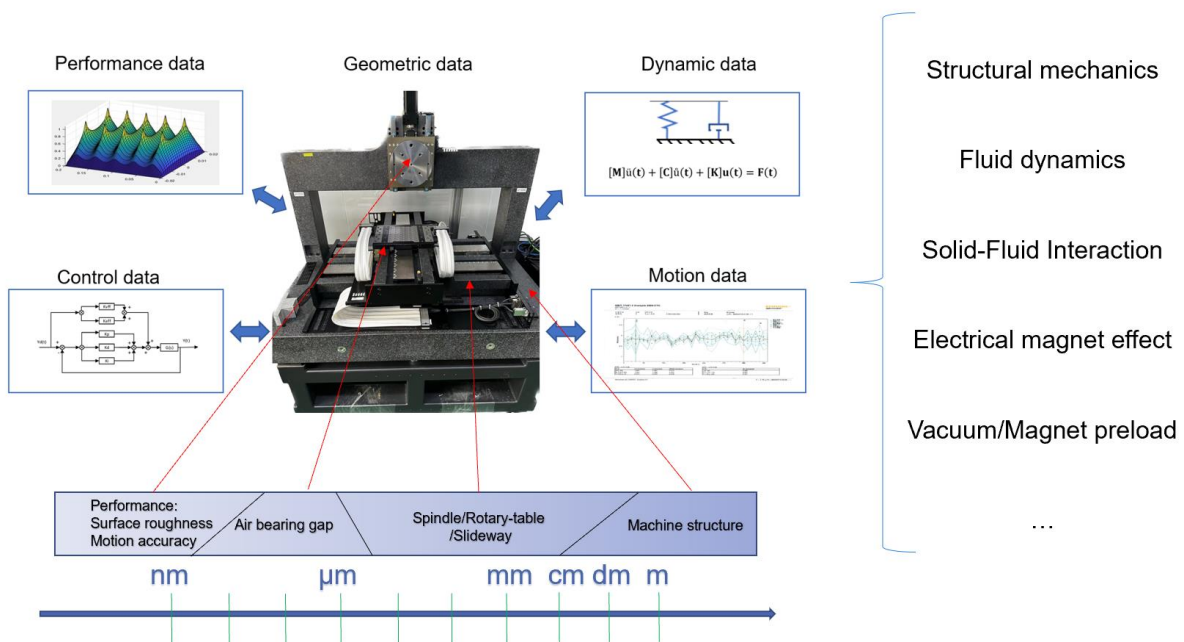 Performance data
Geometric data
Dynamic data
[M]ü(t) + [C]u̇(t) + [K]u(t) = F(t)
Control data
Motion data
Structural mechanics
Fluid dynamics
Solid-Fluid Interaction
Electrical magnet effect
Vacuum/Magnet preload
...
Performance:
Surface roughness
Motion accuracy
Air bearing gap
Spindle/Rotary-table
/Slideway
Machine structure
nm
μm
mm
cm
dm
m